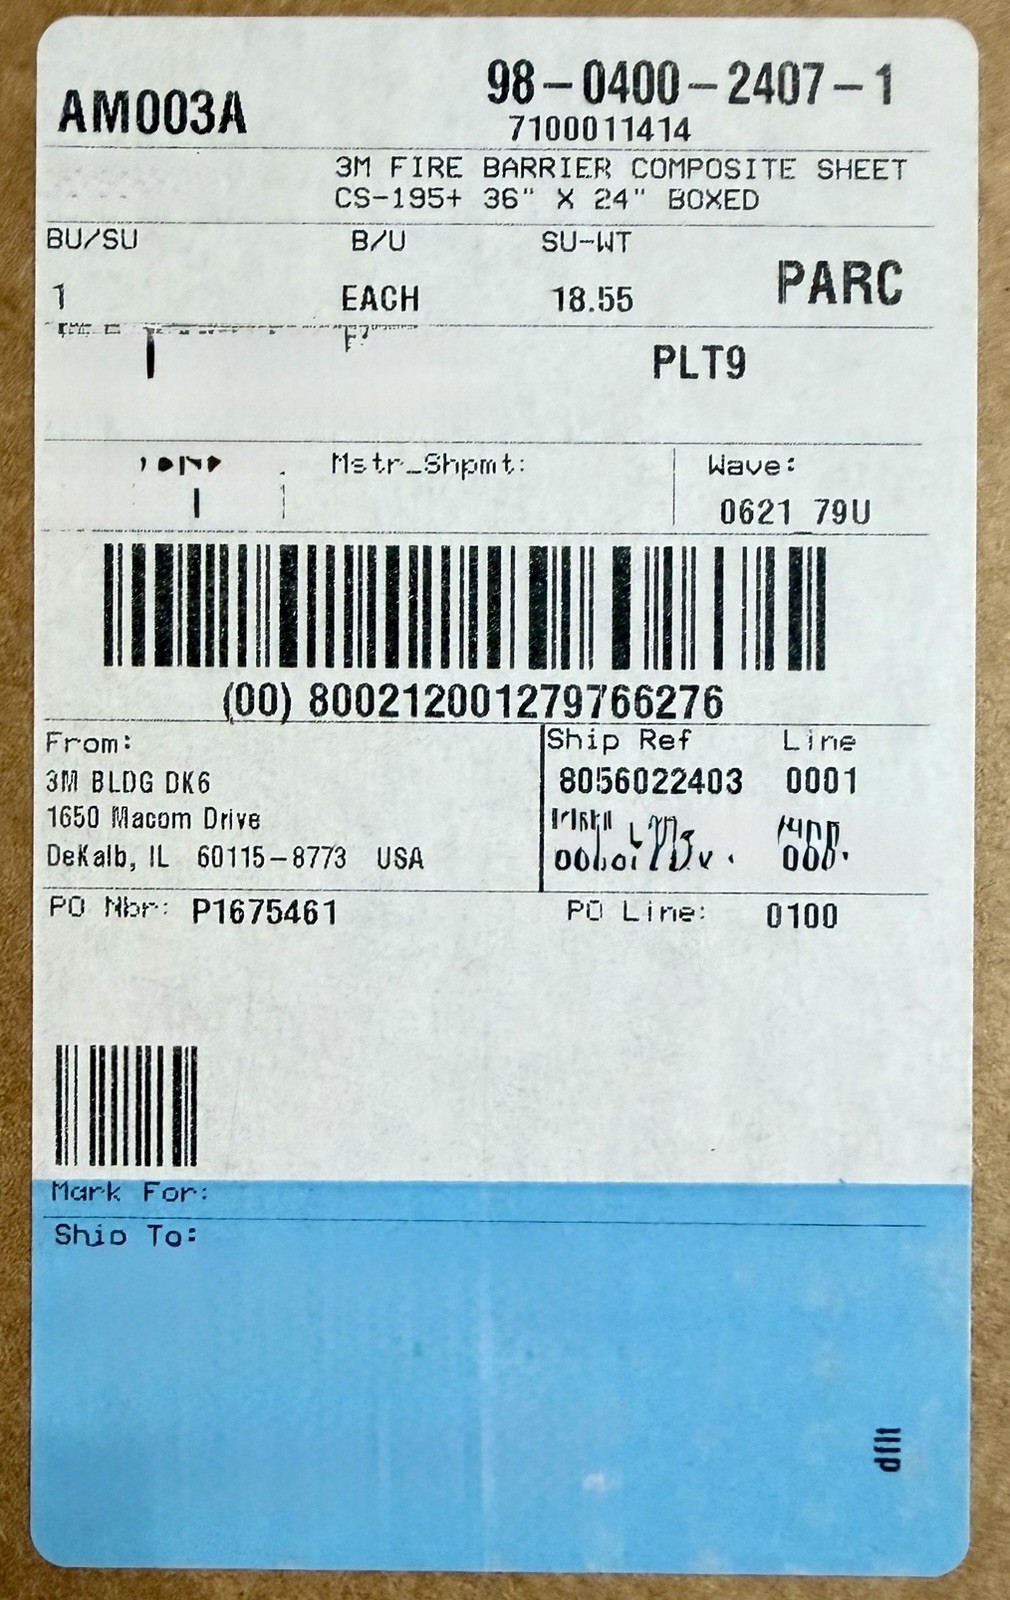 AM003A
98-0400-2407-1
7100011414
3M FIRE BARRIER COMPOSITE SHEET
CS-195+ 36" X 24" BOXED
BU/SU B/U SU-WT
1 EACH 18.55 PARC
PLT9
Mstr_Shpmt: Wave:
0621 79U
(00) 800212001279766276
From: Ship Ref Line
3M BLDG DK6 8056022403 0001
1650 Macom Drive
DeKalb, IL 60115-8773 USA
PO Nbr: P1675461 PO Line: 0100
Mark For:
Ship To:
dflt